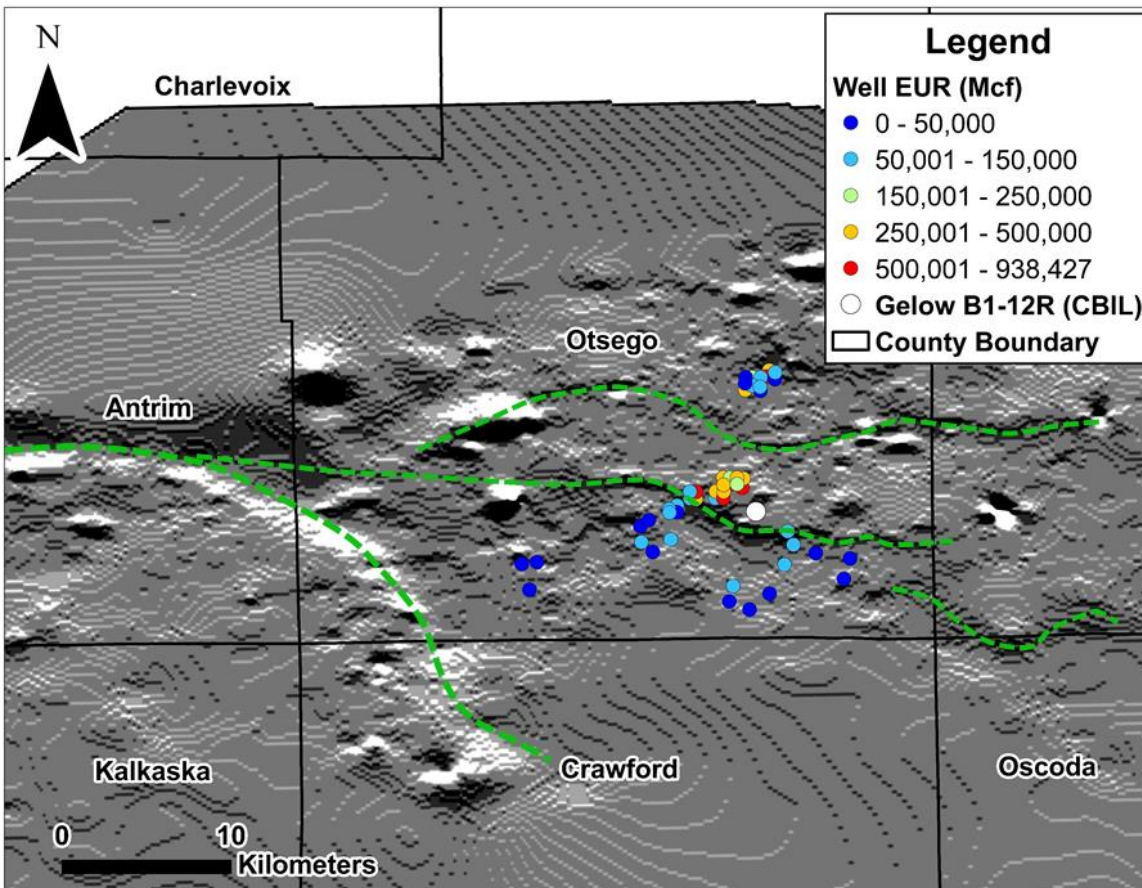 N
Charlevoix
Legend
Well EUR (Mcf)
0 - 50,000
50,001 - 150,000
150,001 - 250,000
250,001 - 500,000
500,001 - 938,427
Gelow B1-12R (CBIL)
County Boundary
Otsego
Antrim
Kalkaska
Crawford
Oscoda
0 10
Kilometers